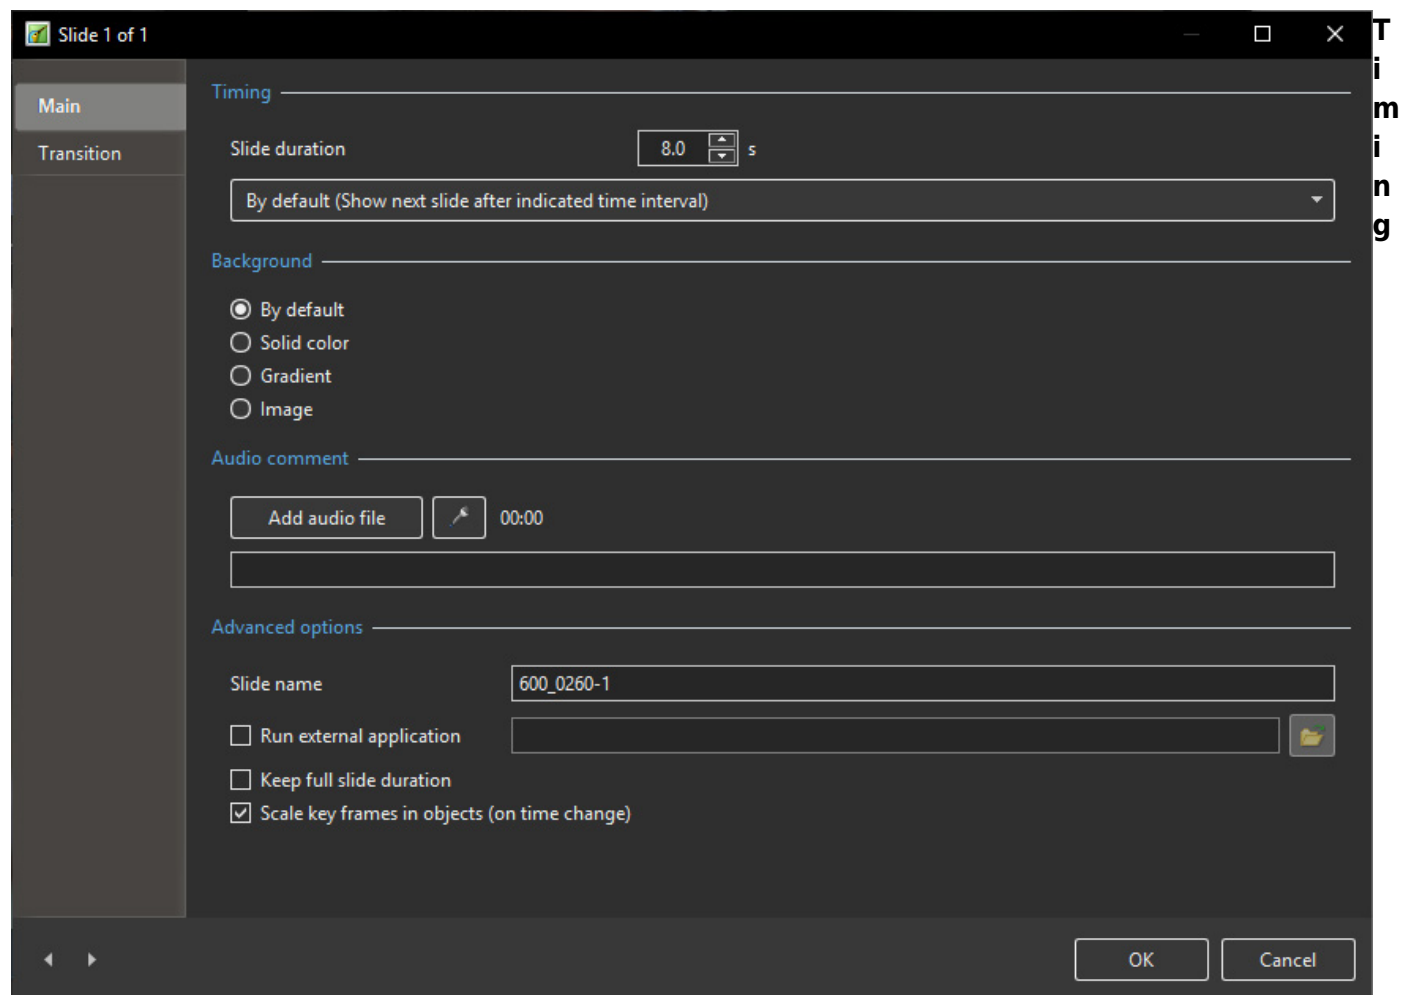 Slide 1 of 1
Main
Transition
Timing
Slide duration 8.0 s
By default (Show next slide after indicated time interval)
Background
By default
Solid color
Gradient
Image
Audio comment
Add audio file 00:00
Advanced options
Slide name 600_0260-1
Run external application
Keep full slide duration
Scale key frames in objects (on time change)
OK Cancel
T
i
m
i
n
g